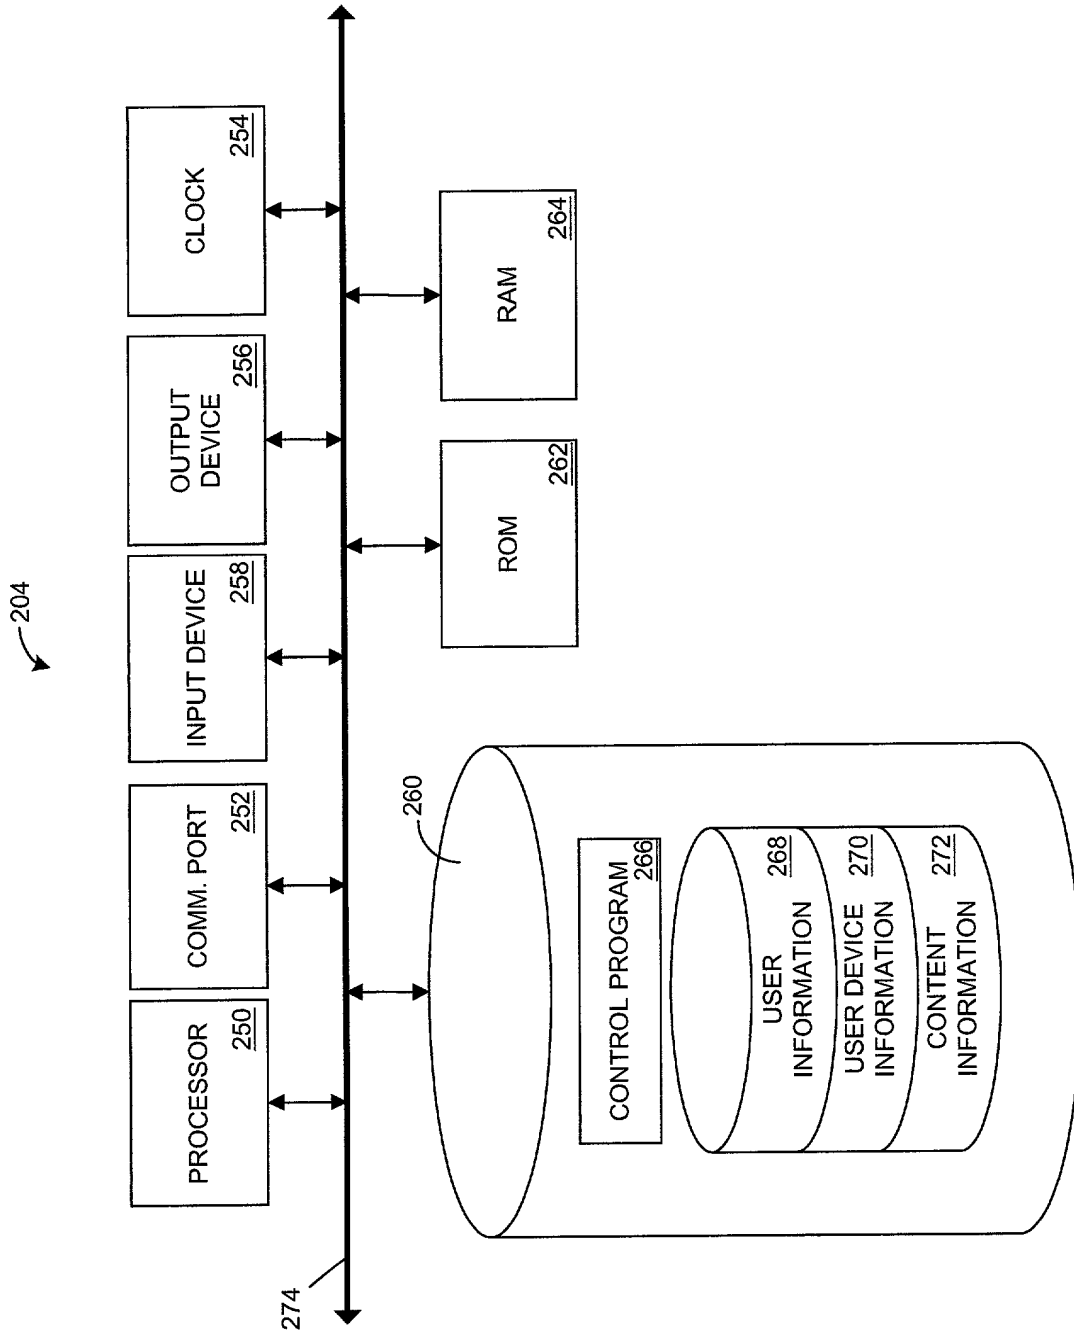 204
PROCESSOR
250
COMM. PORT
252
INPUT DEVICE
258
OUTPUT
DEVICE
256
CLOCK
254
274
260
ROM
262
RAM
264
CONTROL PROGRAM
266
USER
INFORMATION
268
USER DEVICE
INFORMATION
270
CONTENT
INFORMATION
272